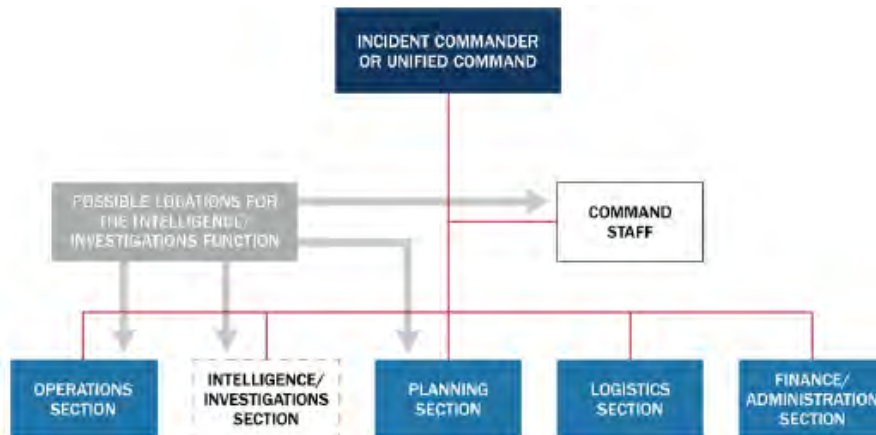 INCIDENT COMMANDER
OR UNIFIED COMMAND
POSSIBLE LOCATIONS FOR
THE INTELLIGENCE/
INVESTIGATIONS FUNCTION
COMMAND
STAFF
OPERATIONS
SECTION
INTELLIGENCE/
INVESTIGATIONS
SECTION
PLANNING
SECTION
LOGISTICS
SECTION
FINANCE/
ADMINISTRATION
SECTION